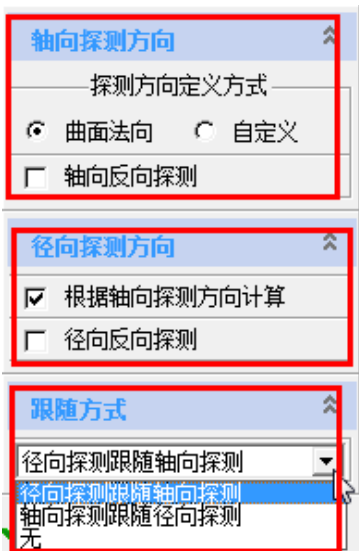 轴向探测方向
探测方向定义方式
曲面法向 自定义
轴向反向探测
径向探测方向
根据轴向探测方向计算
径向反向探测
跟随方式
径向探测跟随轴向探测
径向探测跟随轴向探测
轴向探测跟随径向探测
无